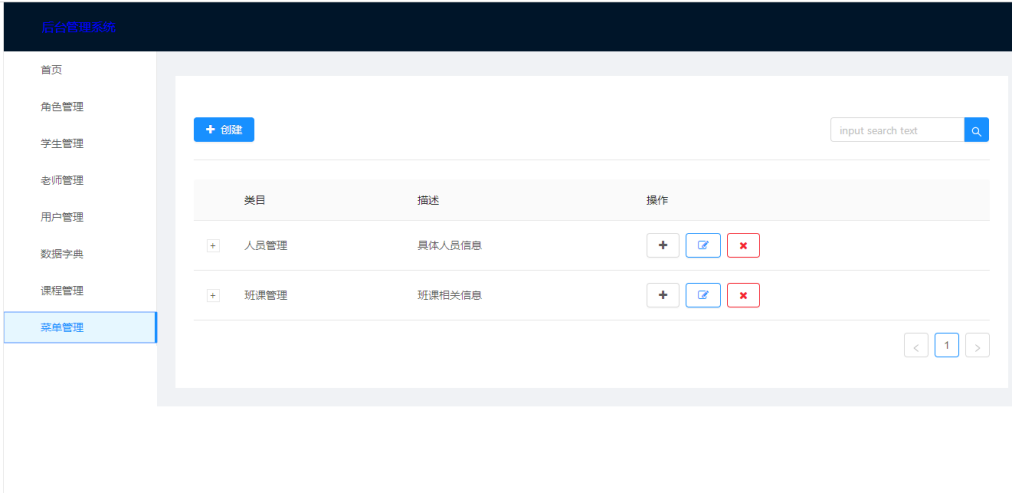 后台管理系统
首页
角色管理
学生管理
老师管理
用户管理
数据字典
课程管理
菜单管理
创建
input search text
类目 描述 操作
人员管理 具体人员信息
班课管理 班课相关信息
1